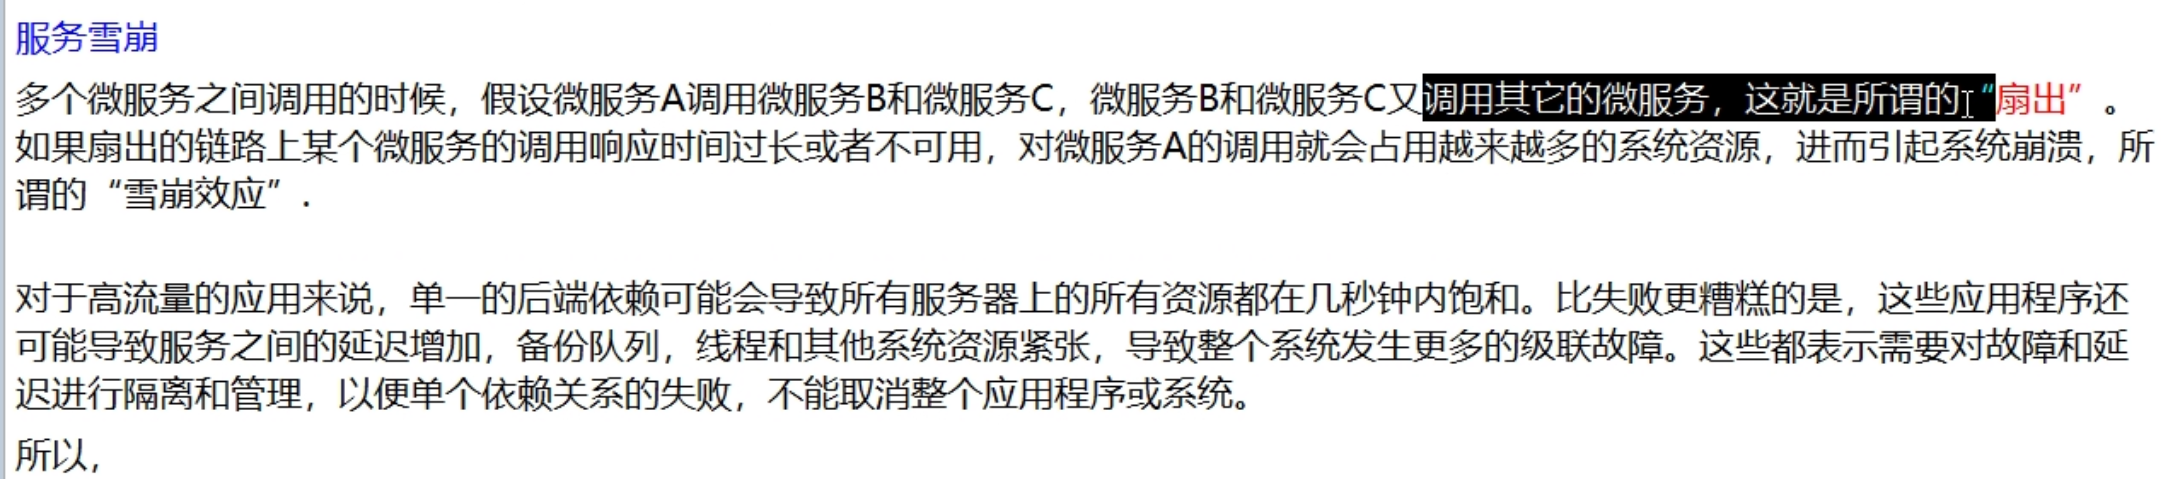 服务雪崩
多个微服务之间调用的时候，假设微服务A调用微服务B和微服务C，微服务B和微服务C又调用其它的微服务，这就是所谓的“扇出”。
如果扇出的链路上某个微服务的调用响应时间过长或者不可用，对微服务A的调用就会占用越来越多的系统资源，进而引起系统崩溃，所
谓的“雪崩效应”.
对于高流量的应用来说，单一的后端依赖可能会导致所有服务器上的所有资源都在几秒钟内饱和。比失败更糟糕的是，这些应用程序还
可能导致服务之间的延迟增加，备份队列，线程和其他系统资源紧张，导致整个系统发生更多的级联故障。这些都表示需要对故障和延
迟进行隔离和管理，以便单个依赖关系的失败，不能取消整个应用程序或系统。
所以，